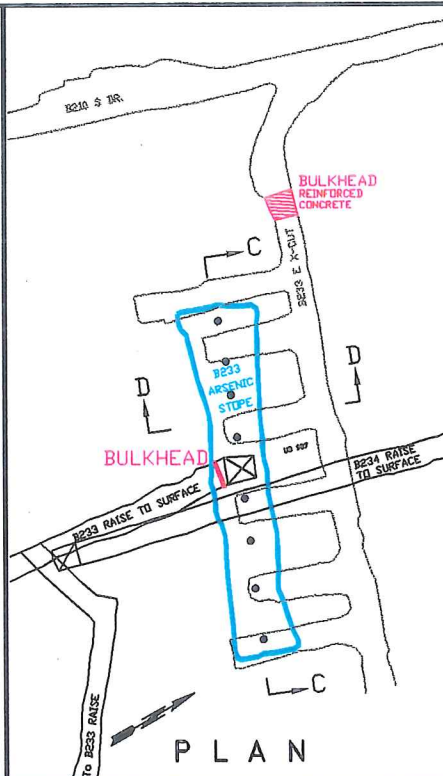 B210 S DR.
BULKHEAD
REINFORCED
CONCRETE
B233 E X-CUT
C
D
D
B233
ARSENIC
STOPE
BULKHEAD
B233 RAISE TO SURFACE
B234 RAISE
TO SURFACE
C
TO B233 RAISE
PLAN